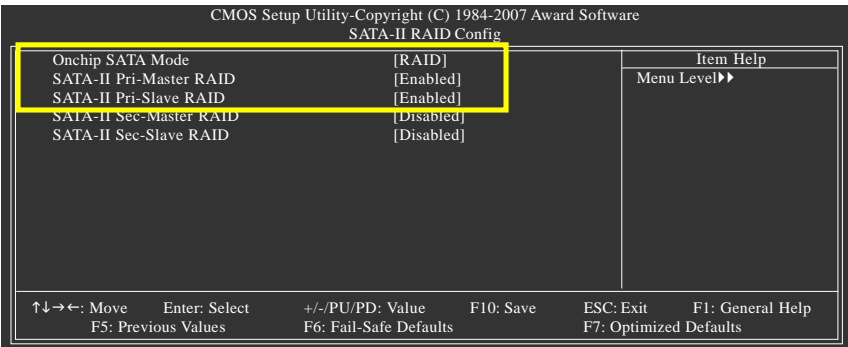 CMOS Setup Utility-Copyright (C) 1984-2007 Award Software
SATA-II RAID Config
Onchip SATA Mode [RAID]
SATA-II Pri-Master RAID [Enabled]
SATA-II Pri-Slave RAID [Enabled]
SATA-II Sec-Master RAID [Disabled]
SATA-II Sec-Slave RAID [Disabled]
Item Help
Menu Level▶▶
↑↓→←: Move Enter: Select +/-/PU/PD: Value F10: Save ESC: Exit F1: General Help
F5: Previous Values F6: Fail-Safe Defaults F7: Optimized Defaults